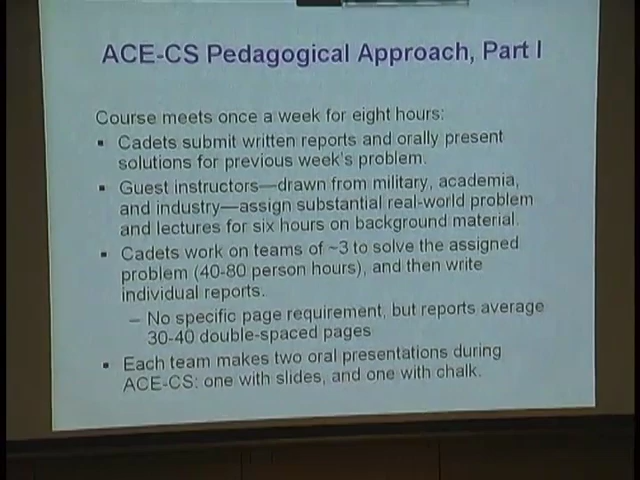 ACE-CS Pedagogical Approach, Part I
Course meets once a week for eight hours:
▪ Cadets submit written reports and orally present
solutions for previous week's problem.
▪ Guest instructors—drawn from military, academia,
and industry—assign substantial real-world problem
and lectures for six hours on background material.
▪ Cadets work on teams of ~3 to solve the assigned
problem (40-80 person hours), and then write
individual reports.
– No specific page requirement, but reports average
30-40 double-spaced pages
▪ Each team makes two oral presentations during
ACE-CS: one with slides, and one with chalk.